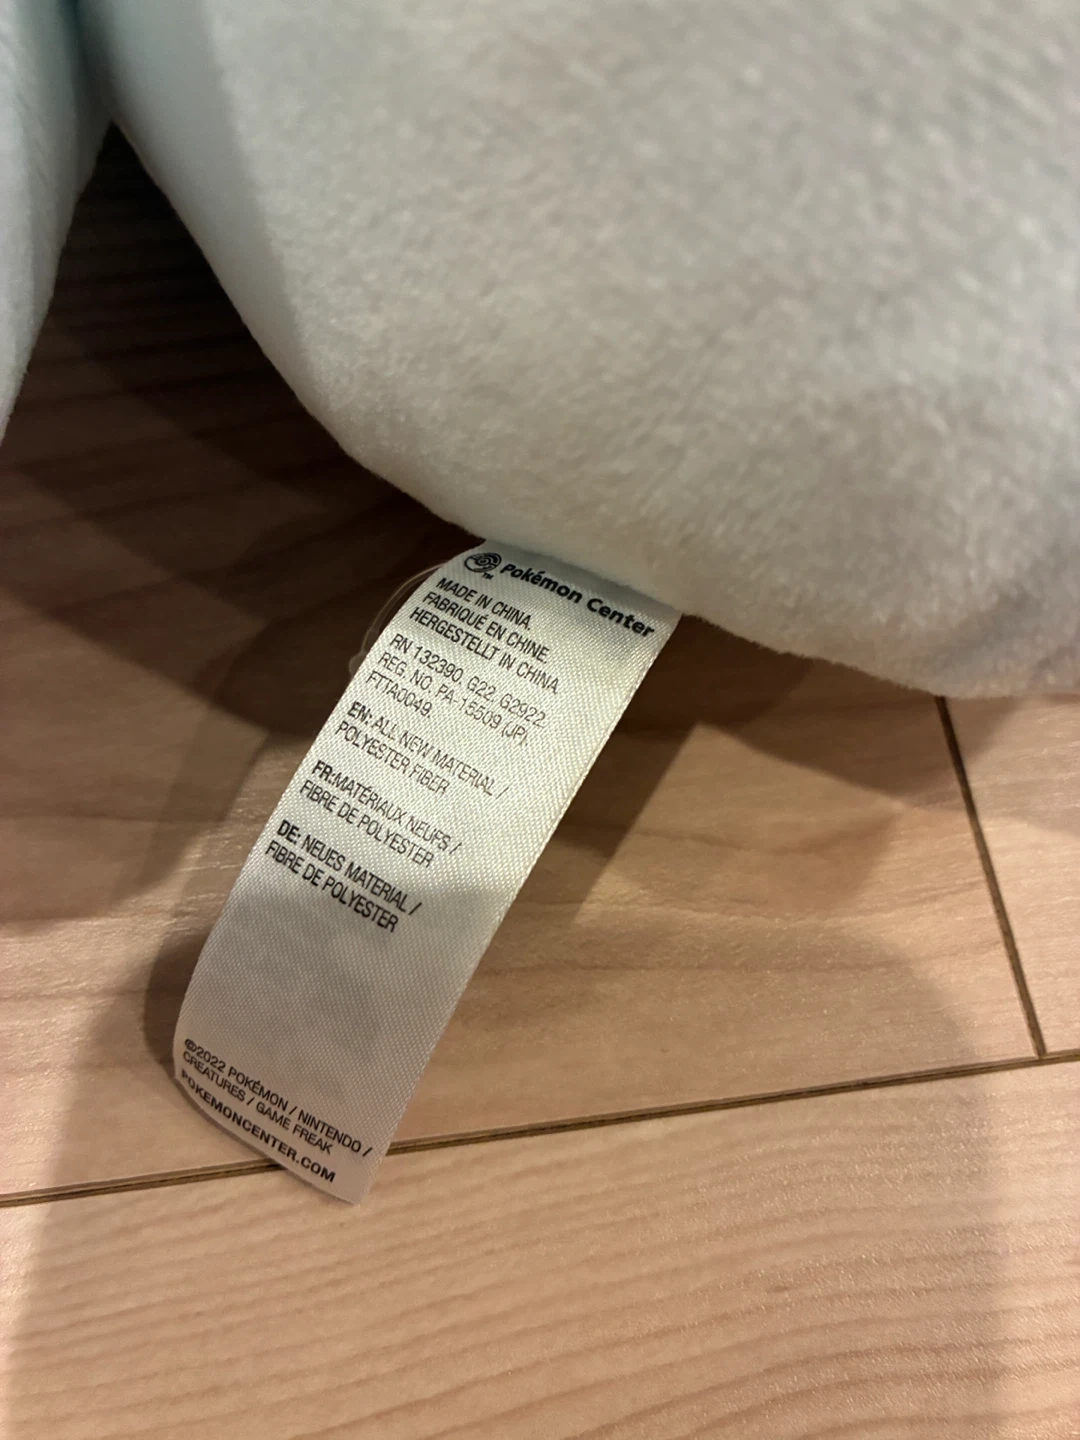 Pokémon Center
MADE IN CHINA.
FABRIQUÉ EN CHINE.
HERGESTELLT IN CHINA.
RN 132390. G22. G2922.
REG. NO. PA-15509 (JP).
FTTA0049.
EN: ALL NEW MATERIAL /
POLYESTER FIBER
FR:MATÉRIAUX NEUFS /
FIBRE DE POLYESTER
DE: NEUES MATERIAL /
FIBRE DE POLYESTER
©2022 POKÉMON / NINTENDO /
CREATURES / GAME FREAK
POKEMONCENTER.COM